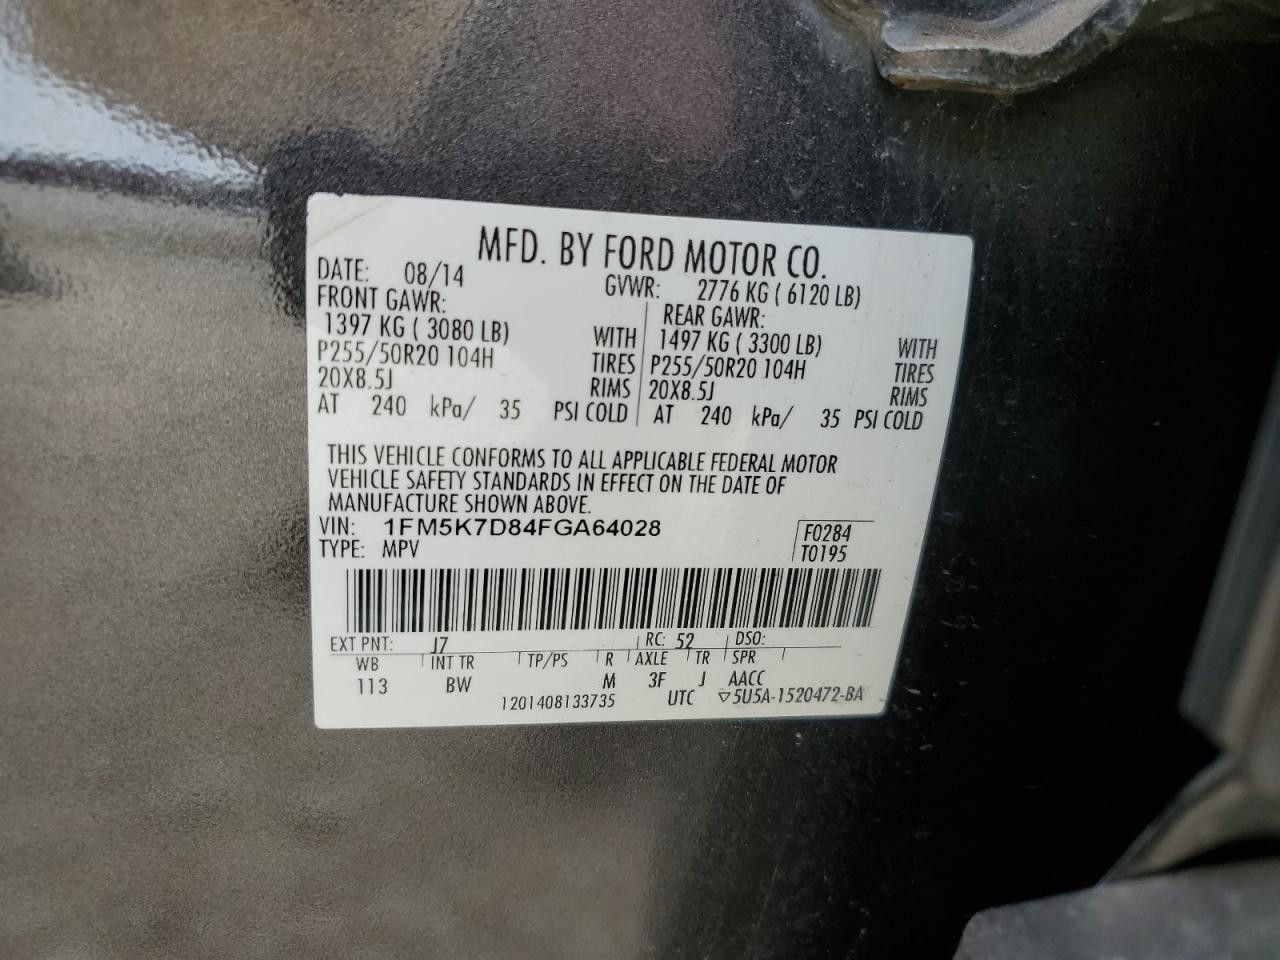 MFD. BY FORD MOTOR CO.
DATE: 08/14 GVWR: 2776 KG ( 6120 LB)
FRONT GAWR: REAR GAWR:
1397 KG ( 3080 LB) WITH 1497 KG ( 3300 LB) WITH
P255/50R20 104H TIRES P255/50R20 104H TIRES
20X8.5J RIMS 20X8.5J RIMS
AT 240 kPa/ 35 PSI COLD AT 240 kPa/ 35 PSI COLD
THIS VEHICLE CONFORMS TO ALL APPLICABLE FEDERAL MOTOR
VEHICLE SAFETY STANDARDS IN EFFECT ON THE DATE OF
MANUFACTURE SHOWN ABOVE.
VIN: 1FM5K7D84FGA64028 F0284
TYPE: MPV T0195
EXT PNT: J7 RC: 52 DSO:
WB INT TR TP/PS R AXLE TR SPR
113 BW M 3F J AACC
1201408133735 UTC ▽5U5A-1520472-BA